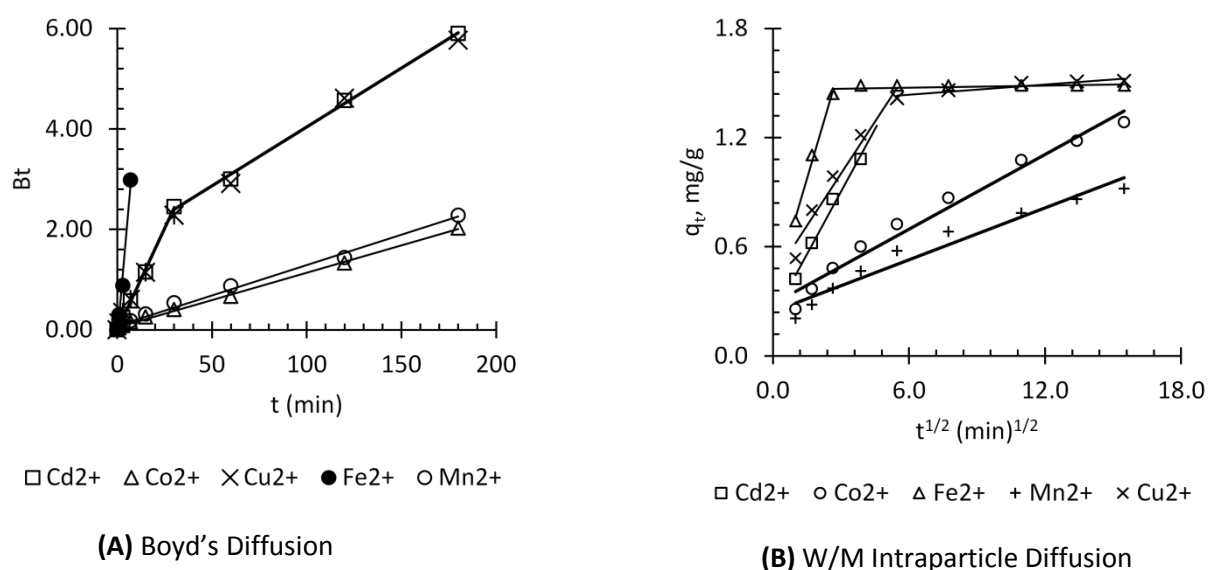 6.00
4.00
2.00
0.00
Bt
0
50
100
150
200
t (min)
□ Cd2+ △ Co2+ × Cu2+ ● Fe2+ ○ Mn2+
(A) Boyd's Diffusion
1.8
1.2
0.6
0.0
qt, mg/g
0.0
6.0
12.0
18.0
t1/2 (min)1/2
□ Cd2+ ○ Co2+ △ Fe2+ + Mn2+ × Cu2+
(B) W/M Intraparticle Diffusion